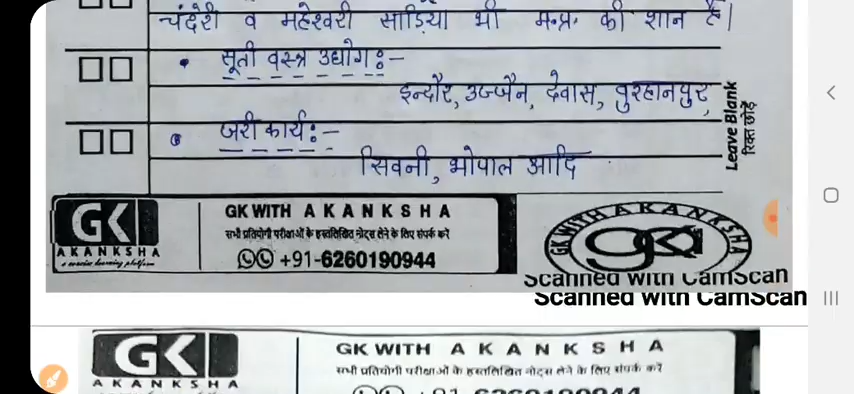 चंदेरी व महेश्वरी साड़िया भी म.प्र. की शान है।
• सूती वस्त्र उद्योग :-
इन्दौर, उज्जैन, देवास, बुरहानपुर,
• जरी कार्य :-
सिवनी, भोपाल आदि
Leave Blank
रिक्त छोड़ें
GK
AKANKSHA
GK WITH AKANKSHA
सभी प्रतियोगी परीक्षाओं के हस्तलिखित नोट्स लेने के लिए संपर्क करें
+91-6260190944
GK WITH AKANKSHA
Scanned with CamScan
Scanned with CamScan
GK
AKANKSHA
GK WITH AKANKSHA
सभी प्रतियोगी परीक्षाओं के हस्तलिखित नोट्स लेने के लिए संपर्क करें